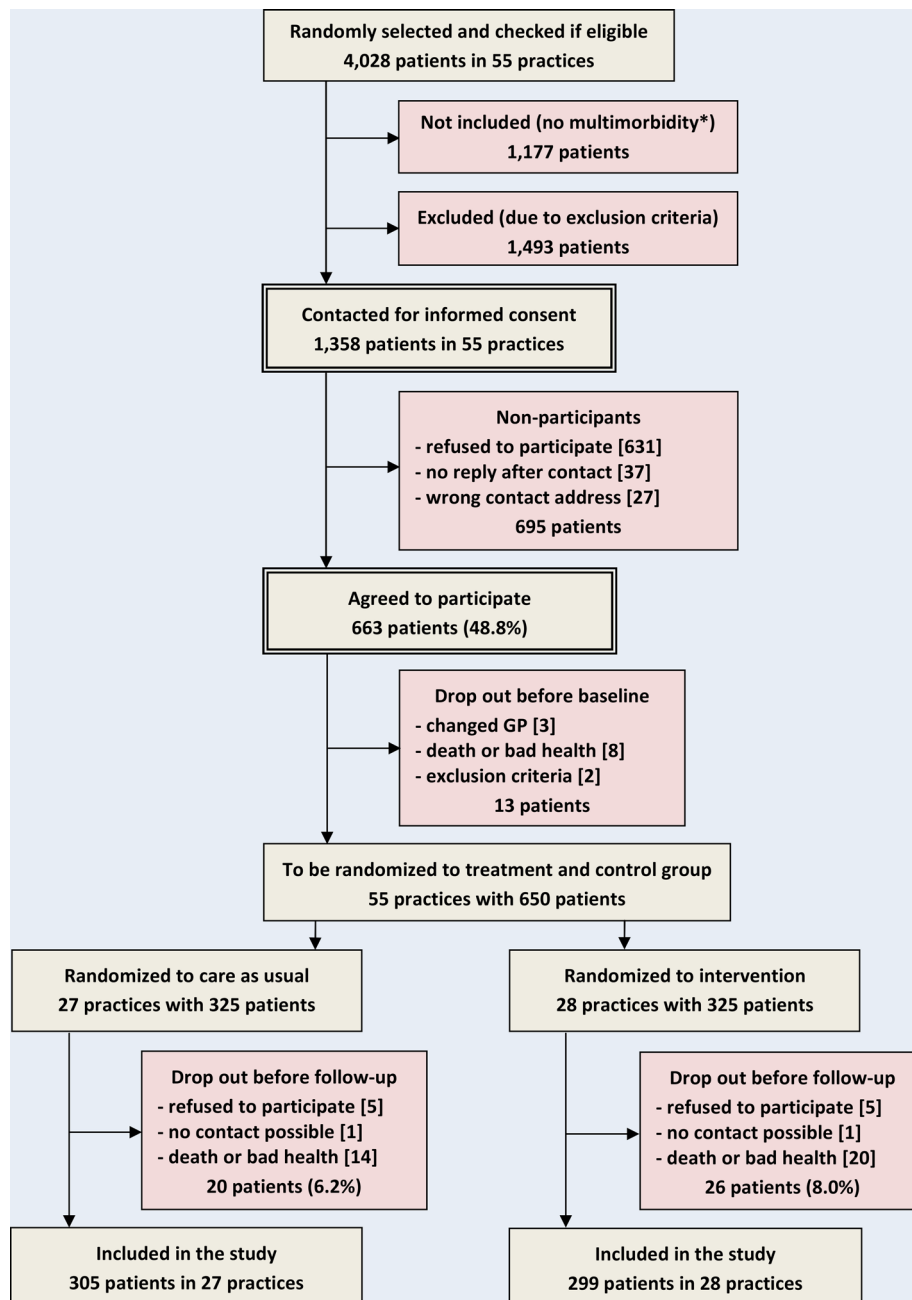 Randomly selected and checked if eligible
4,028 patients in 55 practices
Not included (no multimorbidity*)
1,177 patients
Excluded (due to exclusion criteria)
1,493 patients
Contacted for informed consent
1,358 patients in 55 practices
Non-participants
- refused to participate [631]
- no reply after contact [37]
- wrong contact address [27]
695 patients
Agreed to participate
663 patients (48.8%)
Drop out before baseline
- changed GP [3]
- death or bad health [8]
- exclusion criteria [2]
13 patients
To be randomized to treatment and control group
55 practices with 650 patients
Randomized to care as usual
27 practices with 325 patients
Randomized to intervention
28 practices with 325 patients
Drop out before follow-up
- refused to participate [5]
- no contact possible [1]
- death or bad health [14]
20 patients (6.2%)
Drop out before follow-up
- refused to participate [5]
- no contact possible [1]
- death or bad health [20]
26 patients (8.0%)
Included in the study
305 patients in 27 practices
Included in the study
299 patients in 28 practices